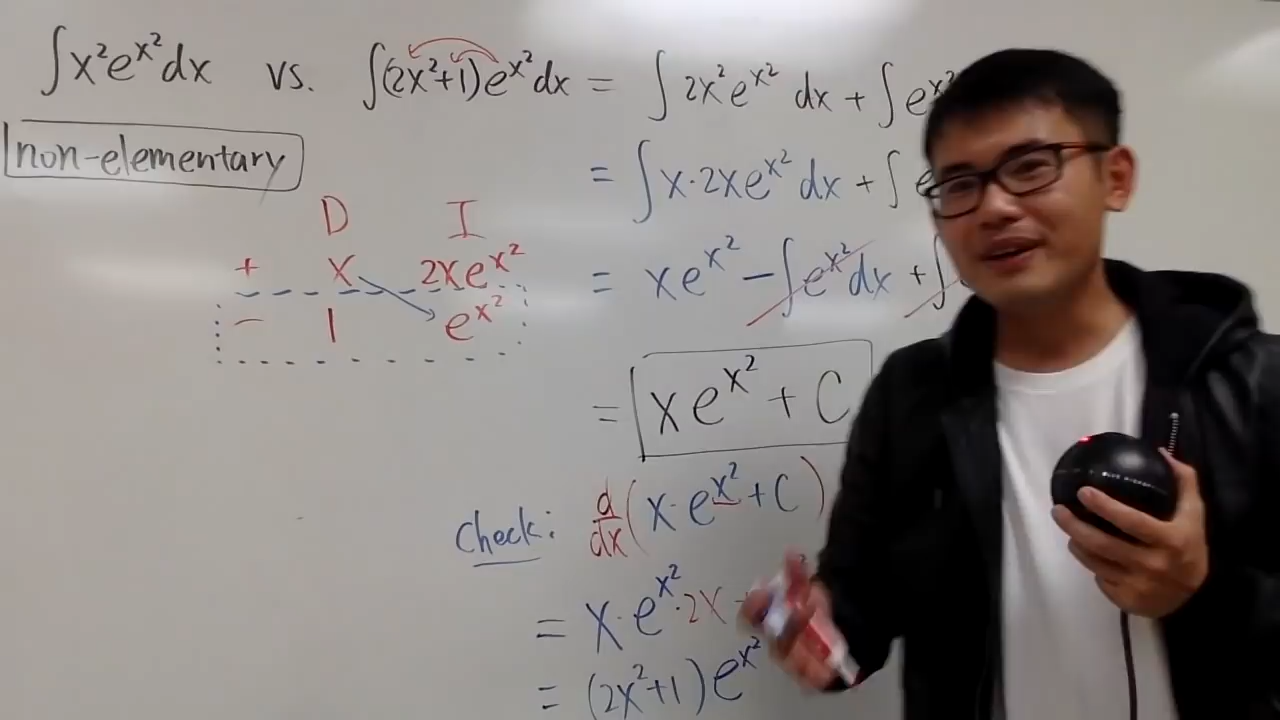 ∫x²e^{x²}dx vs. ∫(2x²+1)e^{x²}dx = ∫2x²e^{x²} dx + ∫e^{x²}
non-elementary
= ∫x·2xe^{x²} dx + ∫e
D I
+ x 2xe^{x²}
− 1 e^{x²}
= xe^{x²} − ∫e^{x²}dx + ∫
= xe^{x²} + C
Check: d/dx(x·e^{x²} + C)
= x·e^{x²}·2x +
= (2x²+1)e^{x²}